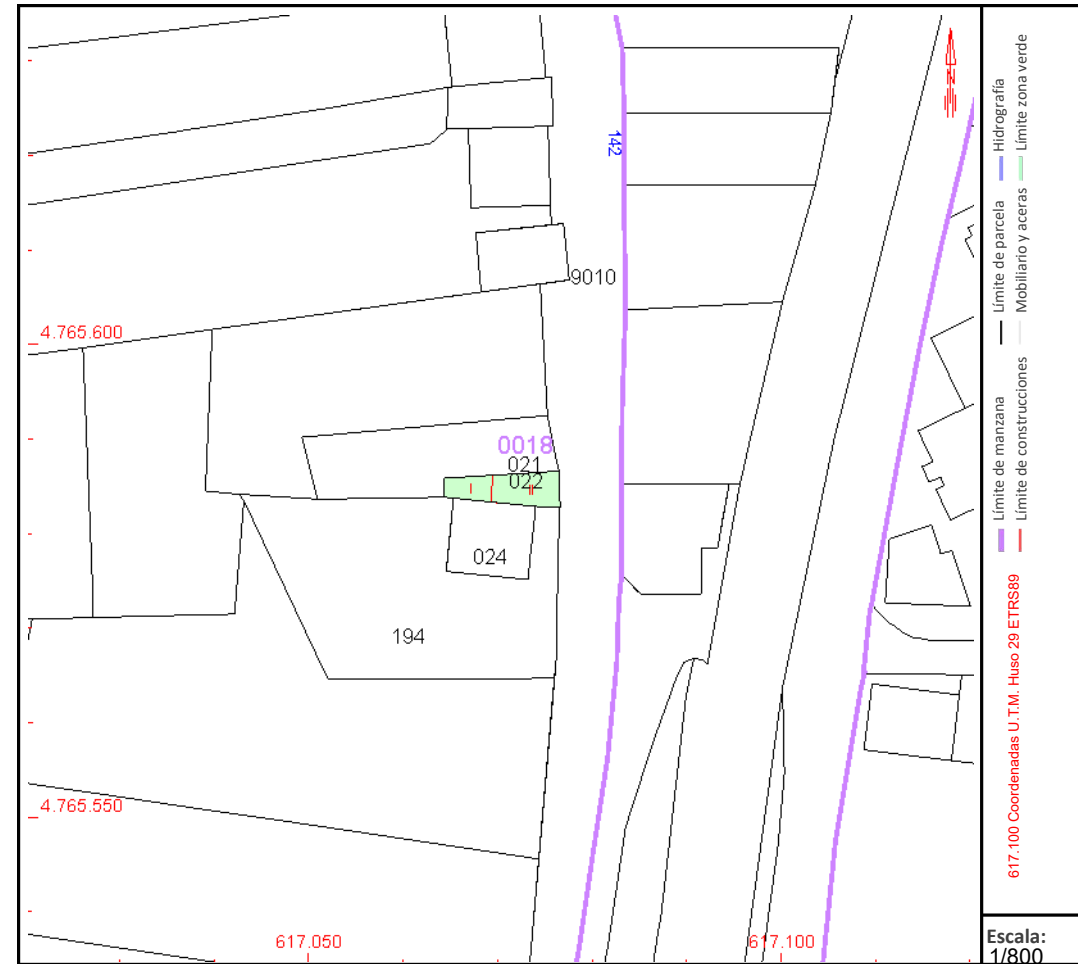 142
9010
4.765.600
0018
021
022
024
194
4.765.550
617.050
617.100
N
Límite de manzana
Límite de parcela
Hidrografía
Límite de construcciones
Mobiliario y aceras
Límite zona verde
617.100 Coordenadas U.T.M. Huso 29 ETRS89
Escala:
1/800